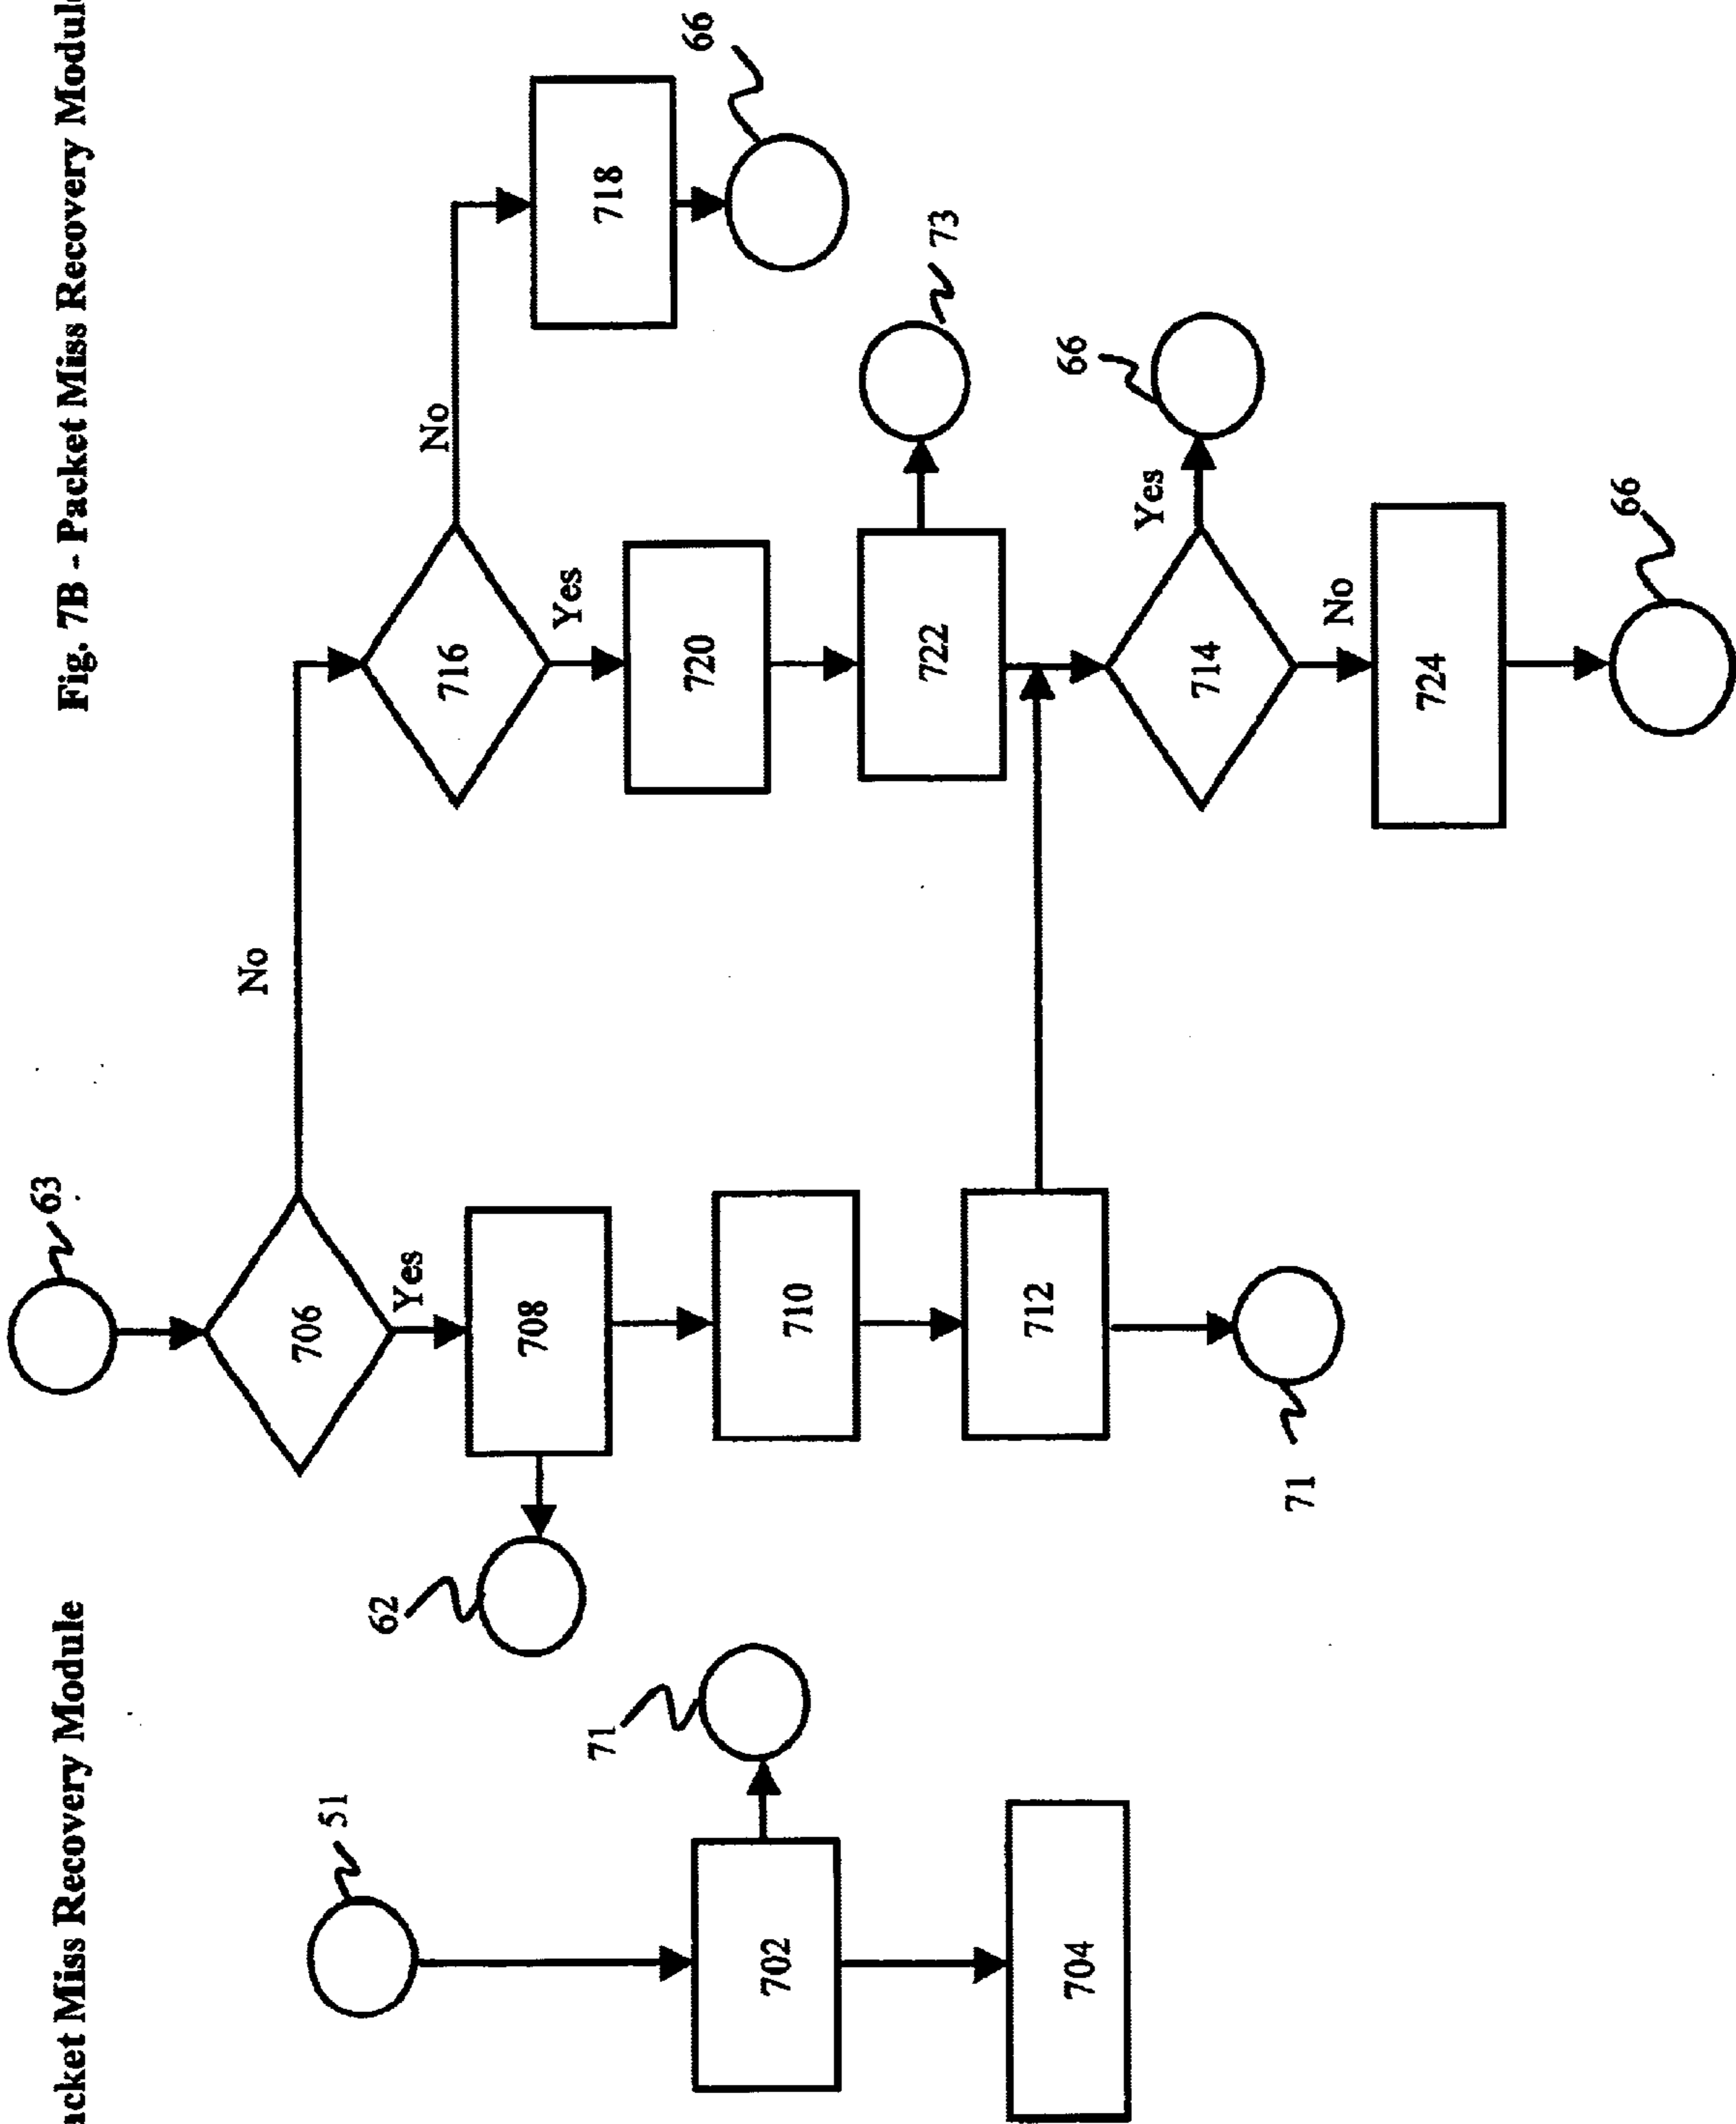 acket Miss Recovery Module
Fig. 7B - Packet Miss Recovery Module
51
71
702
704
63
706
No
Yes
62
708
710
712
71
716
No
Yes
718
66
720
722
73
714
Yes
66
No
724
66